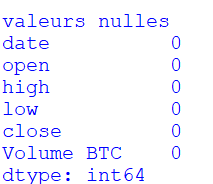 valeurs nulles
date 0
open 0
high 0
low 0
close 0
Volume BTC 0
dtype: int64